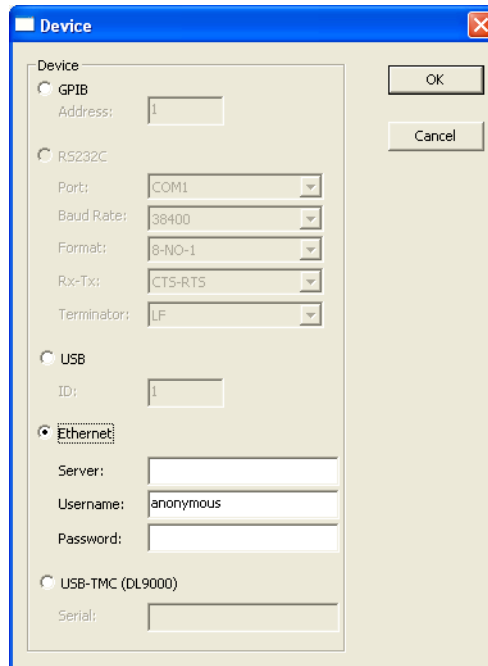 Device
Device
GPIB
OK
Address: 1
Cancel
RS232C
Port: COM1
Baud Rate: 38400
Format: 8-NO-1
Rx-Tx: CTS-RTS
Terminator: LF
USB
ID: 1
Ethernet
Server:
Username: anonymous
Password:
USB-TMC (DL9000)
Serial: